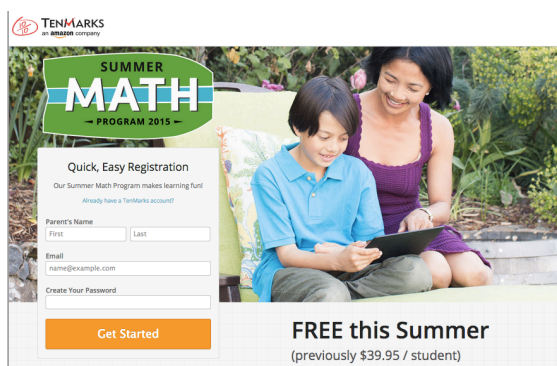 TENMARKS
an amazon company
SUMMER
MATH
PROGRAM 2015
Quick, Easy Registration
Our Summer Math Program makes learning fun!
Already have a TenMarks account?
Parent's Name
First Last
Email
name@example.com
Create Your Password
Get Started
FREE this Summer
(previously $39.95 / student)